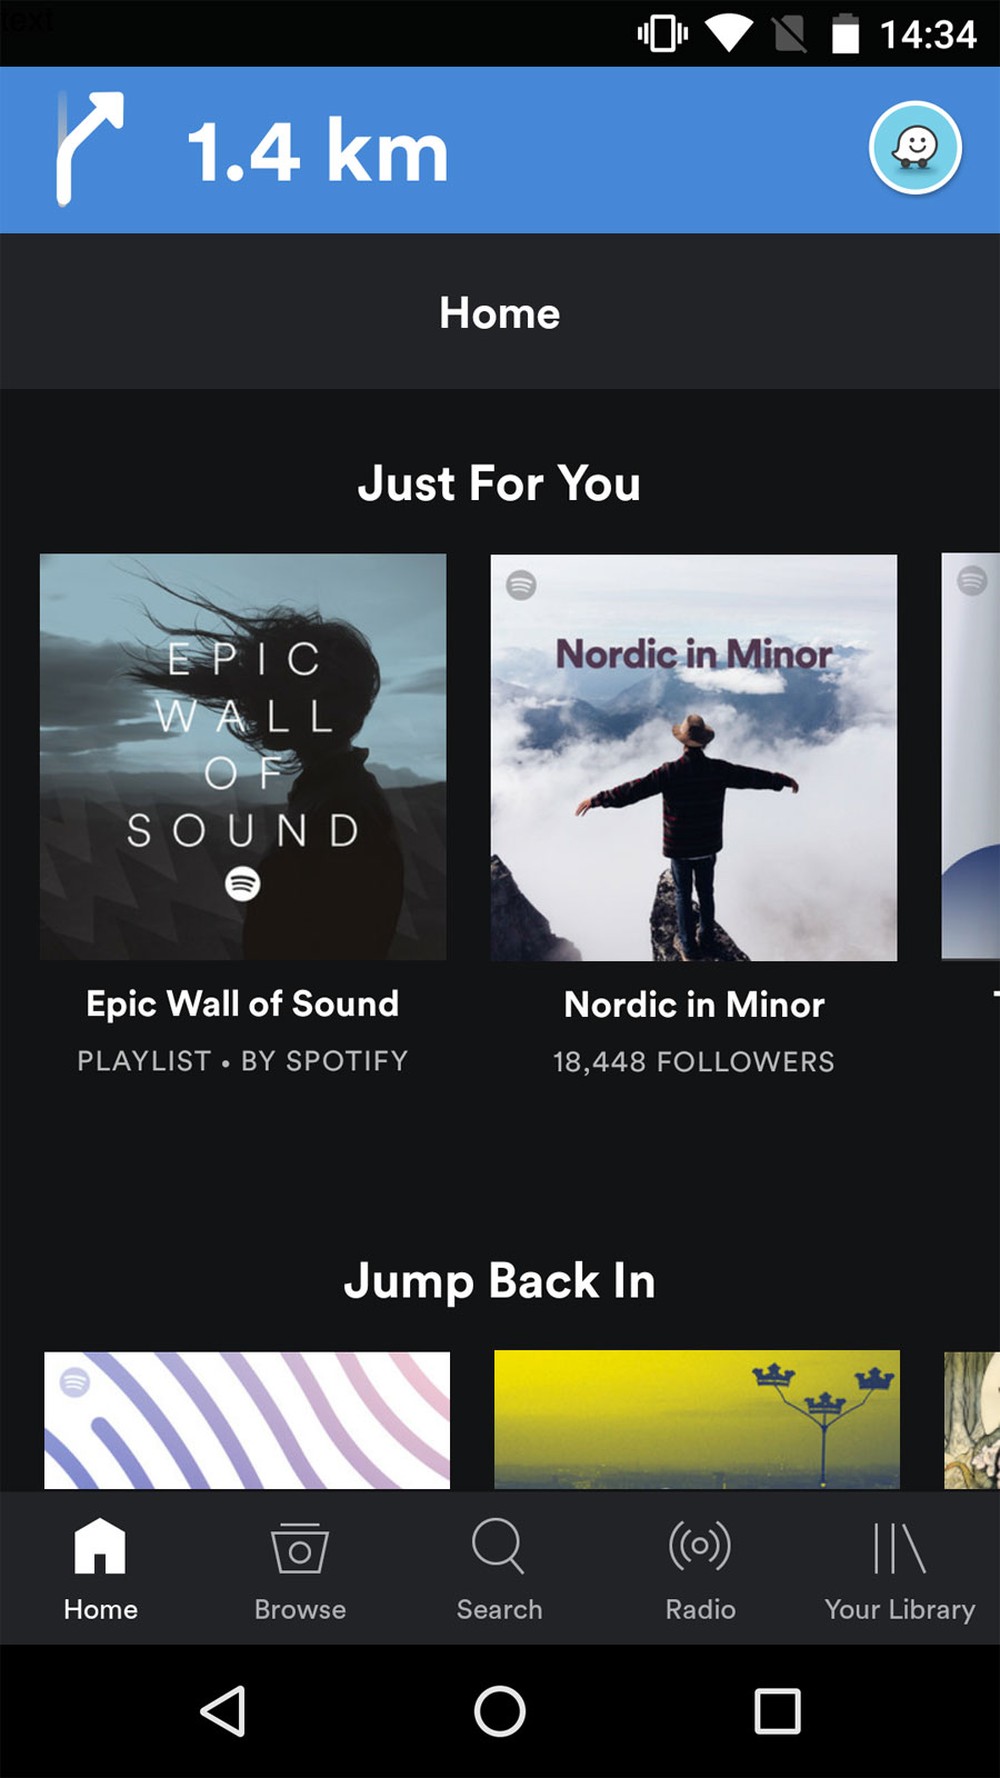 text
14:34
1.4 km
Home
Just For You
EPIC
WALL
OF
SOUND
Nordic in Minor
Epic Wall of Sound
PLAYLIST • BY SPOTIFY
Nordic in Minor
18,448 FOLLOWERS
Jump Back In
Home
Browse
Search
Radio
Your Library